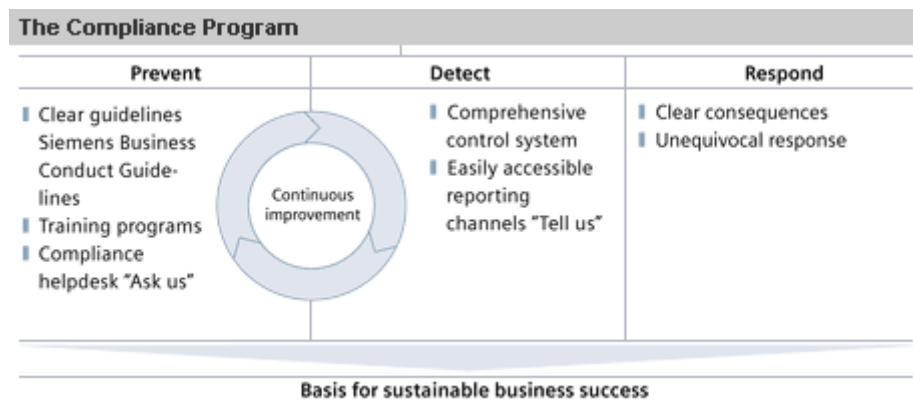 The Compliance Program
Prevent
Detect
Respond
Clear guidelines
Siemens Business
Conduct Guide-
lines
Training programs
Compliance
helpdesk “Ask us”
Continuous
improvement
Comprehensive
control system
Easily accessible
reporting
channels “Tell us”
Clear consequences
Unequivocal response
Basis for sustainable business success